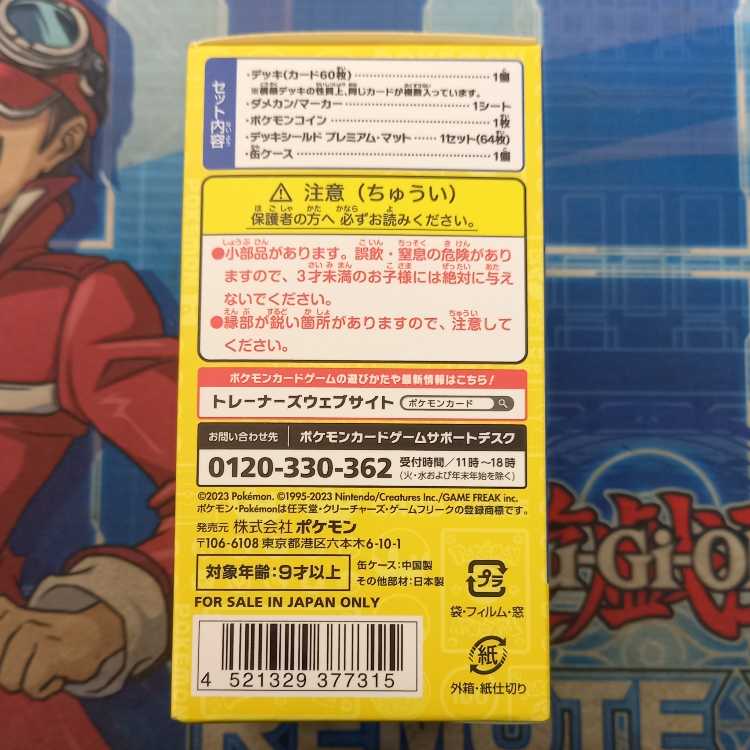 セット内容
・デッキ(カード60枚) 1個
※構築デッキの性質上、同じカードが複数入っています。
・ダメカン/マーカー 1シート
・ポケモンコイン 1枚
・デッキシールド プレミアム・マット 1セット(64枚)
・缶ケース 1個
注意(ちゅうい)
保護者の方へ 必ずお読みください。
●小部品があります。誤飲・窒息の危険があり
ますので、3才未満のお子様には絶対に与え
ないでください。
●縁部が鋭い箇所がありますので、注意して
ください。
ポケモンカードゲームの遊びかたや最新情報はこちら!
トレーナーズウェブサイト ポケモンカード
お問い合わせ先 ポケモンカードゲームサポートデスク
0120-330-362 受付時間/11時〜18時
(火・水および年末年始を除く)
©2023 Pokémon. ©1995-2023 Nintendo/Creatures Inc./GAME FREAK inc.
ポケモン・Pokémonは任天堂・クリーチャーズ・ゲームフリークの登録商標です。
発売元 株式会社ポケモン
〒106-6108 東京都港区六本木6-10-1
対象年齢:9才以上
缶ケース:中国製
その他部材:日本製
FOR SALE IN JAPAN ONLY
4 521329 377315
プラ
袋・フィルム・窓
紙
外箱・紙仕切り
Yu-Gi-Oh
REMOTE